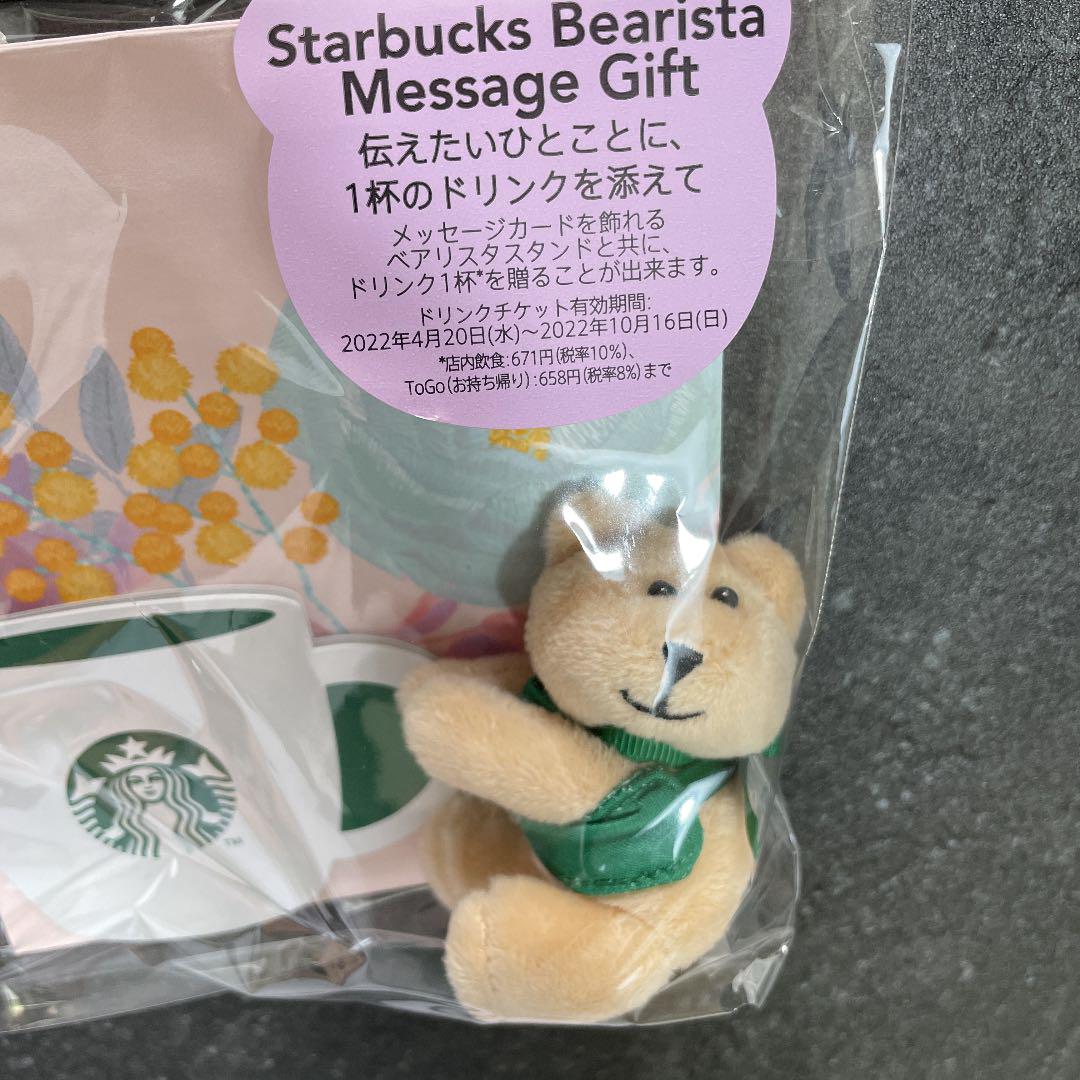 Starbucks Bearista
Message Gift
伝えたいひとことに、
1杯のドリンクを添えて
メッセージカードを飾れる
ベアリスタスタンドと共に、
ドリンク1杯*を贈ることが出来ます。
ドリンクチケット有効期間:
2022年4月20日(水)～2022年10月16日(日)
*店内飲食:671円(税率10%)、
ToGo(お持ち帰り):658円(税率8%)まで
TM